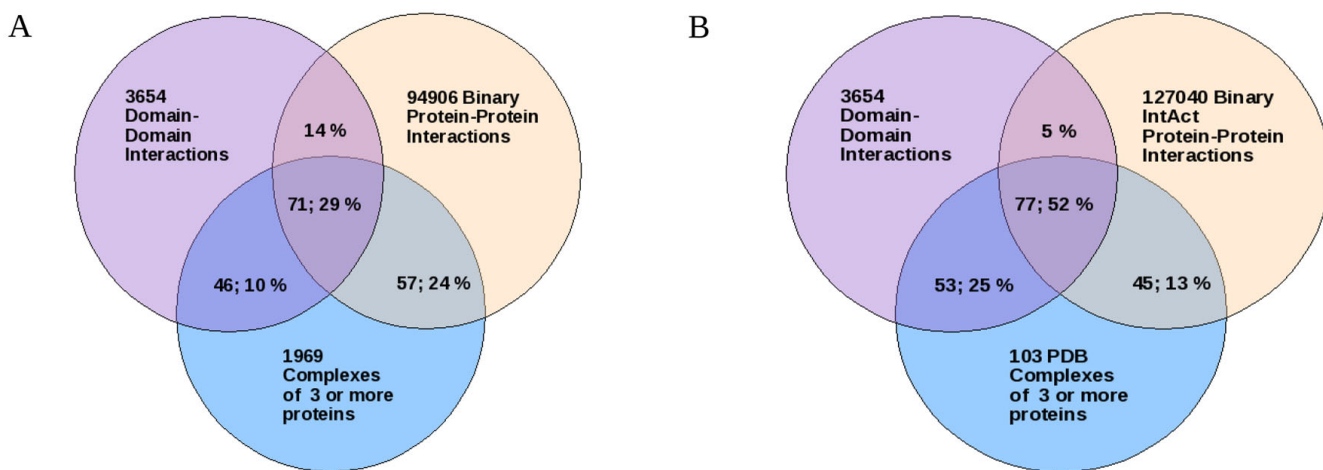 A
3654
Domain-
Domain
Interactions
94906 Binary
Protein-Protein
Interactions
14 %
71; 29 %
46; 10 %
57; 24 %
1969
Complexes
of 3 or more
proteins
B
3654
Domain-
Domain
Interactions
127040 Binary
IntAct
Protein-Protein
Interactions
5 %
77; 52 %
53; 25 %
45; 13 %
103 PDB
Complexes
of 3 or more
proteins